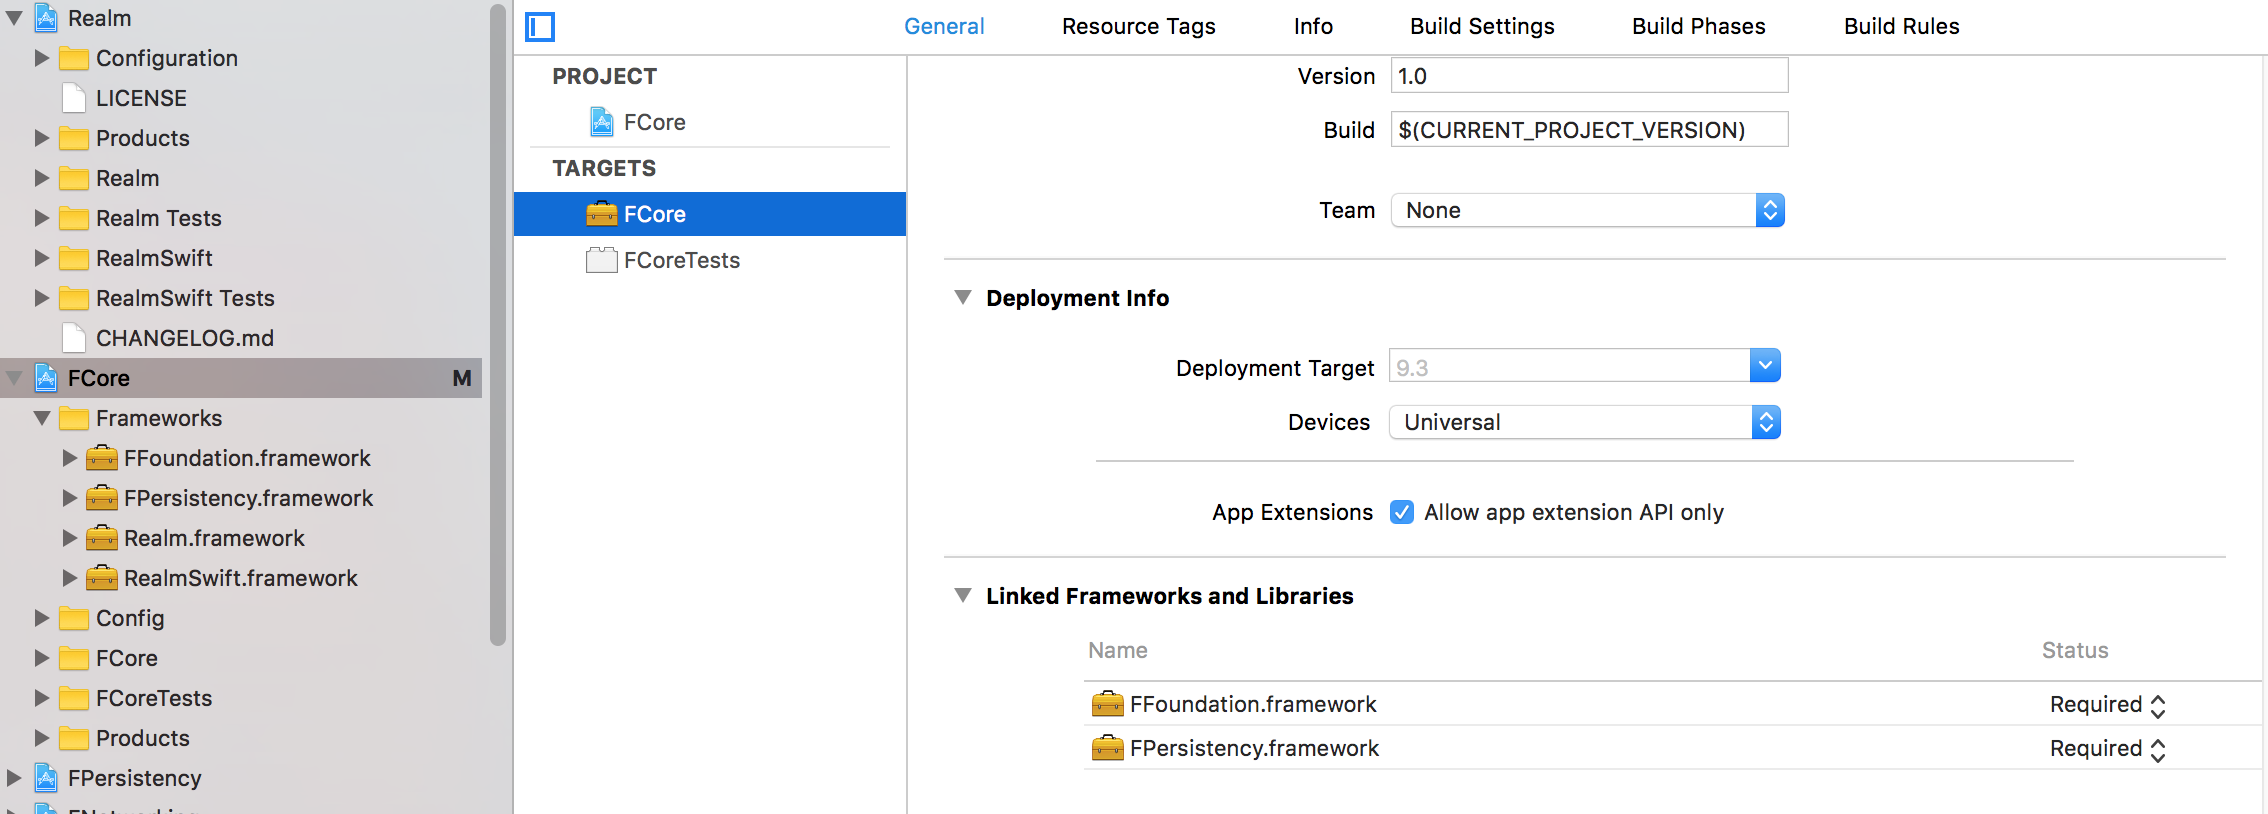 Realm
Configuration
LICENSE
Products
Realm
Realm Tests
RealmSwift
RealmSwift Tests
CHANGELOG.md
FCore M
Frameworks
FFoundation.framework
FPersistency.framework
Realm.framework
RealmSwift.framework
Config
FCore
FCoreTests
Products
FPersistency
General Resource Tags Info Build Settings Build Phases Build Rules
PROJECT
FCore
TARGETS
FCore
FCoreTests
Version 1.0
Build $(CURRENT_PROJECT_VERSION)
Team None
Deployment Info
Deployment Target 9.3
Devices Universal
App Extensions Allow app extension API only
Linked Frameworks and Libraries
Name Status
FFoundation.framework Required
FPersistency.framework Required